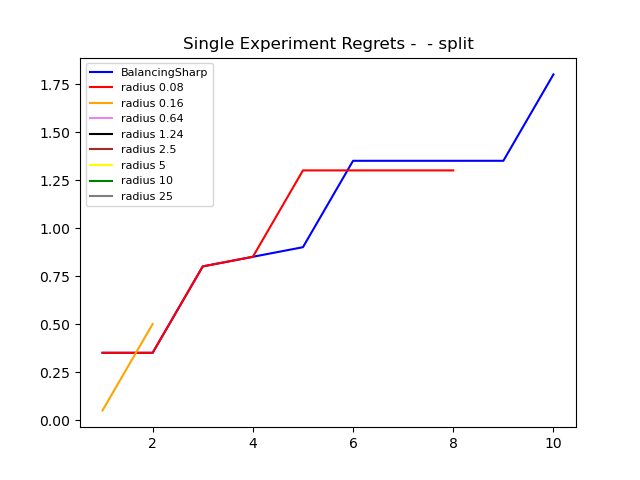 Single Experiment Regrets -  - split
BalancingSharp
radius 0.08
radius 0.16
radius 0.64
radius 1.24
radius 2.5
radius 5
radius 10
radius 25
1.75
1.50
1.25
1.00
0.75
0.50
0.25
0.00
2 4 6 8 10